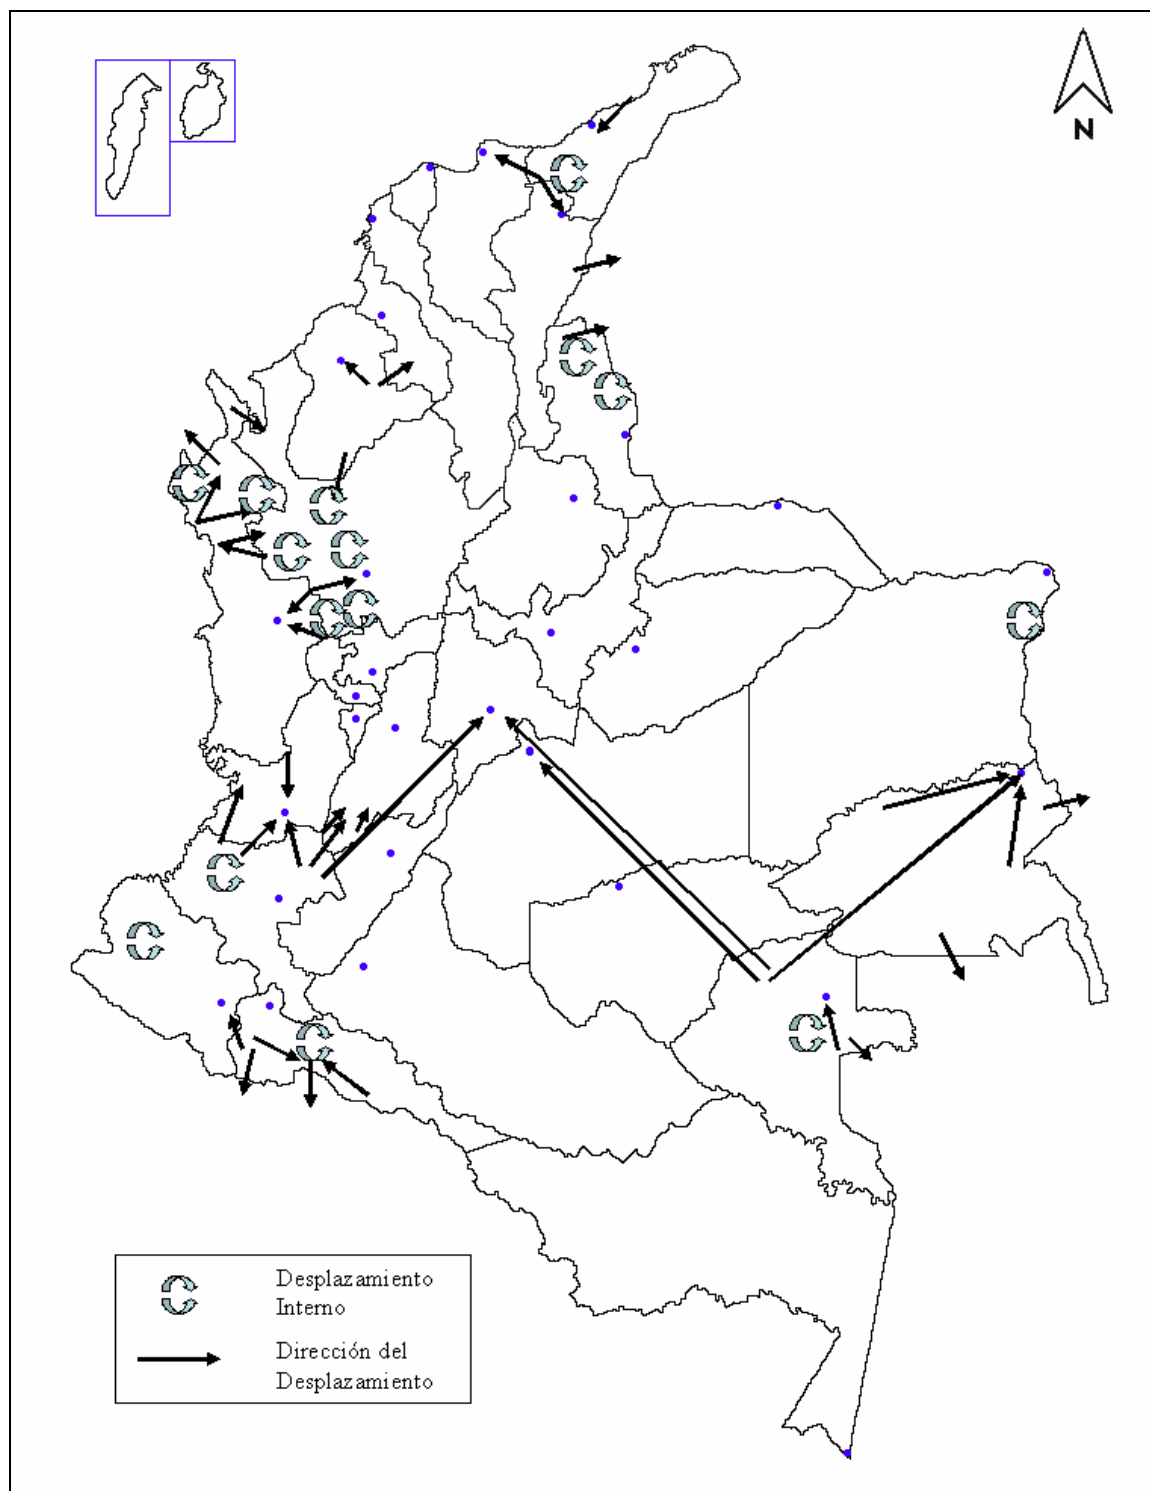 N
Desplazamiento
Interno
Dirección del
Desplazamiento